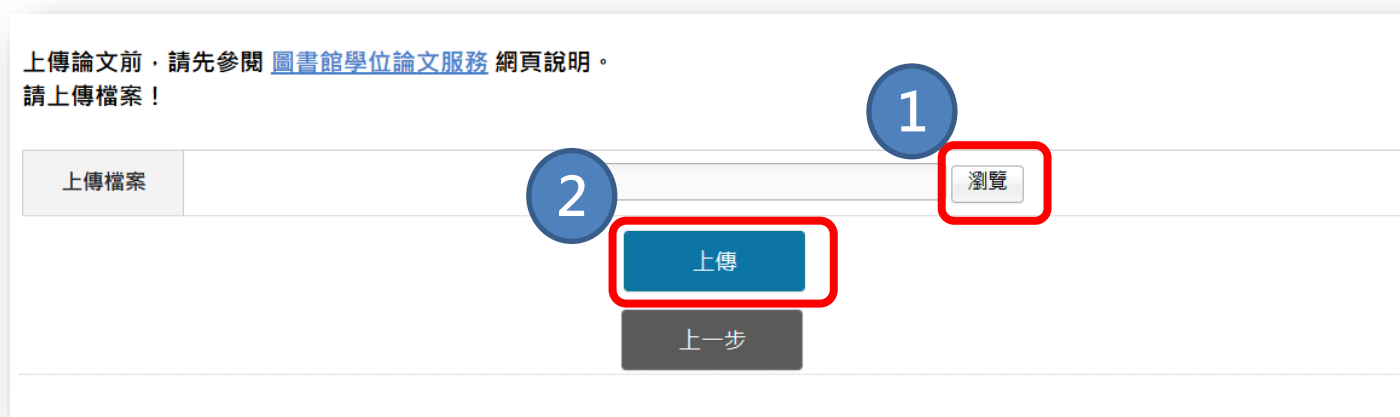 上傳論文前，請先參閱 圖書館學位論文服務 網頁說明。
請上傳檔案！
1
上傳檔案
瀏覽
2
上傳
上一步